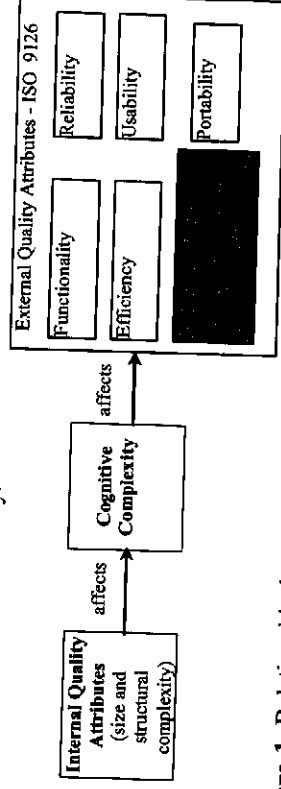 Internal Quality
Attributes
(size and
structural
complexity)
affects
Cognitive
Complexity
affects
External Quality Attributes - ISO 9126
Functionality
Reliability
Efficiency
Usability
Portability